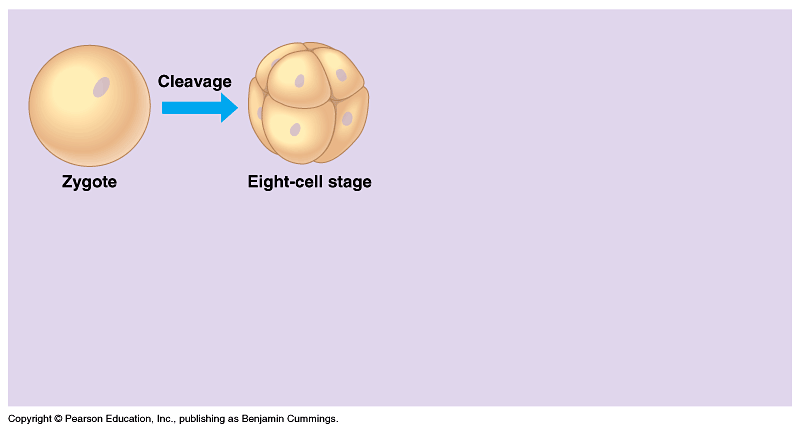 Cleavage
Zygote
Eight-cell stage
Copyright © Pearson Education, Inc., publishing as Benjamin Cummings.